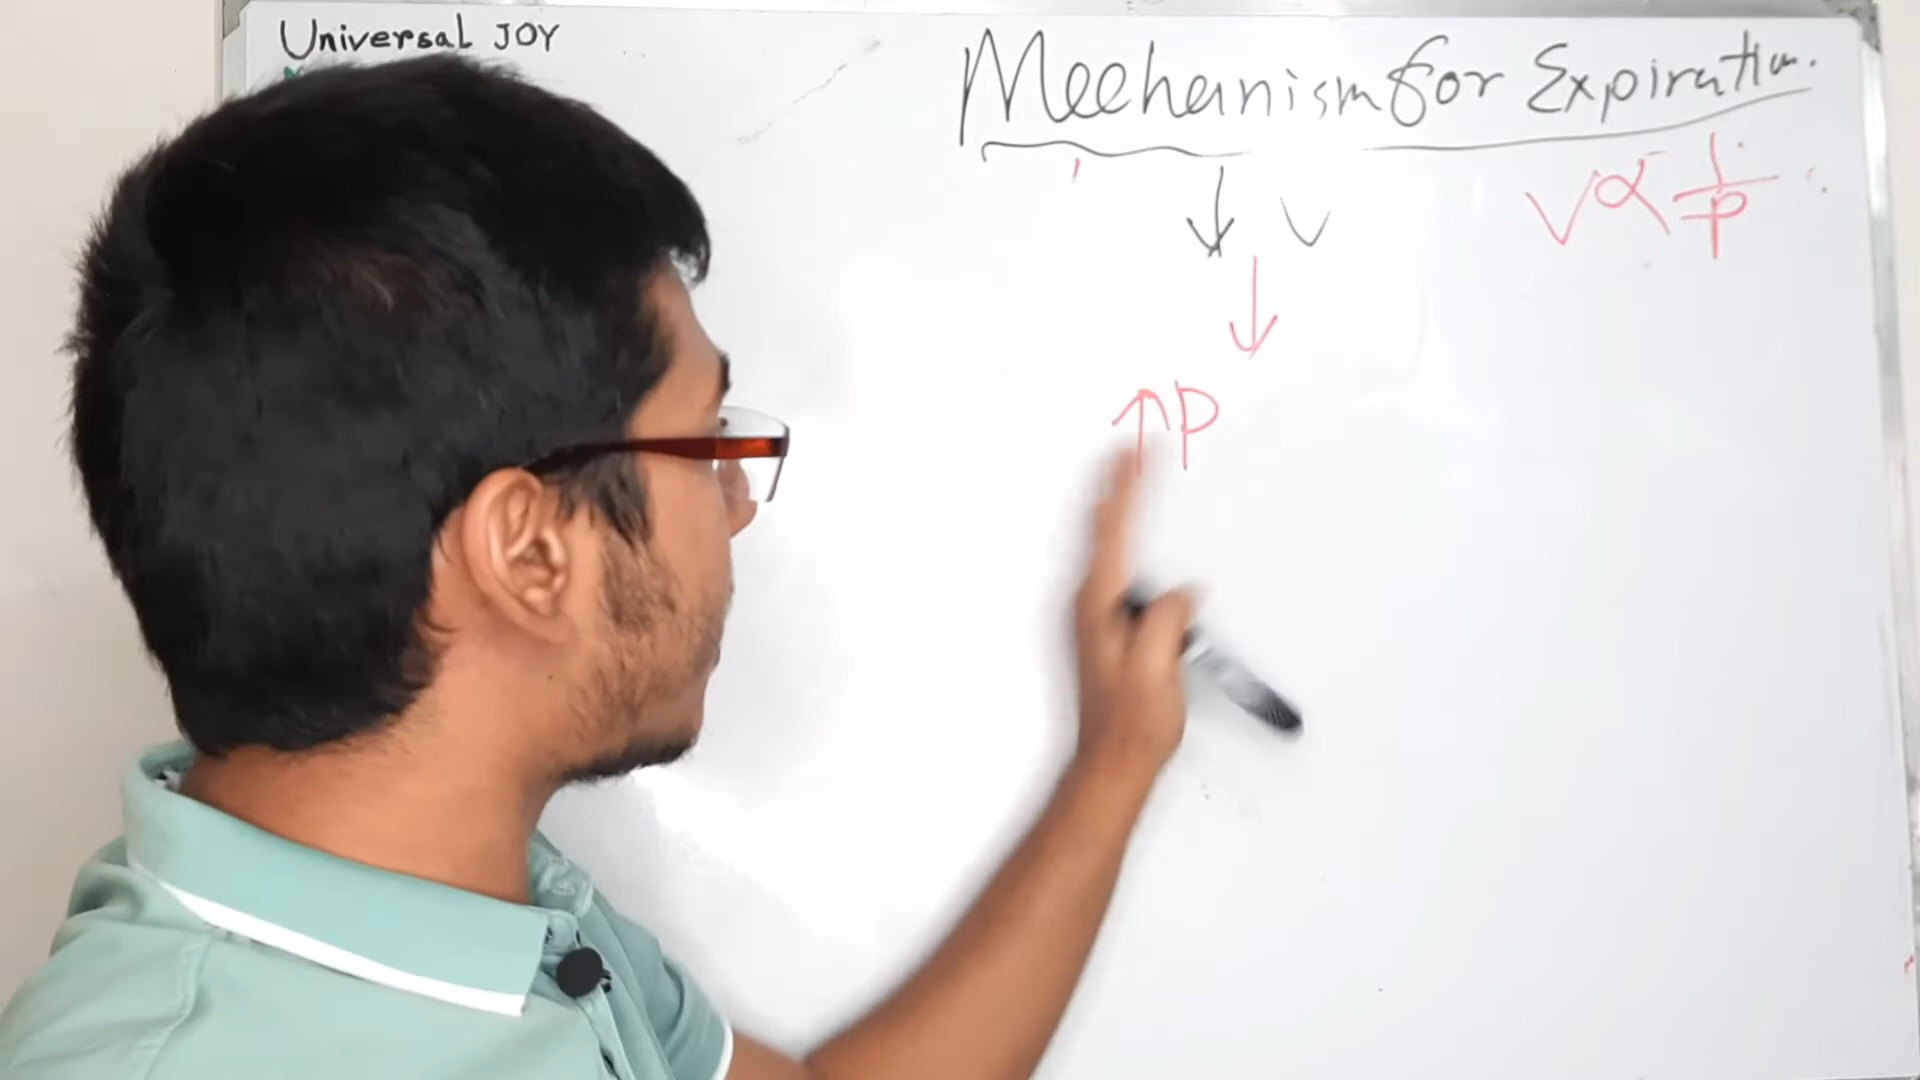 Universal JOY
Mechanism for Expiration.
↓ V
V ∝ 1/P
↓
↑ P